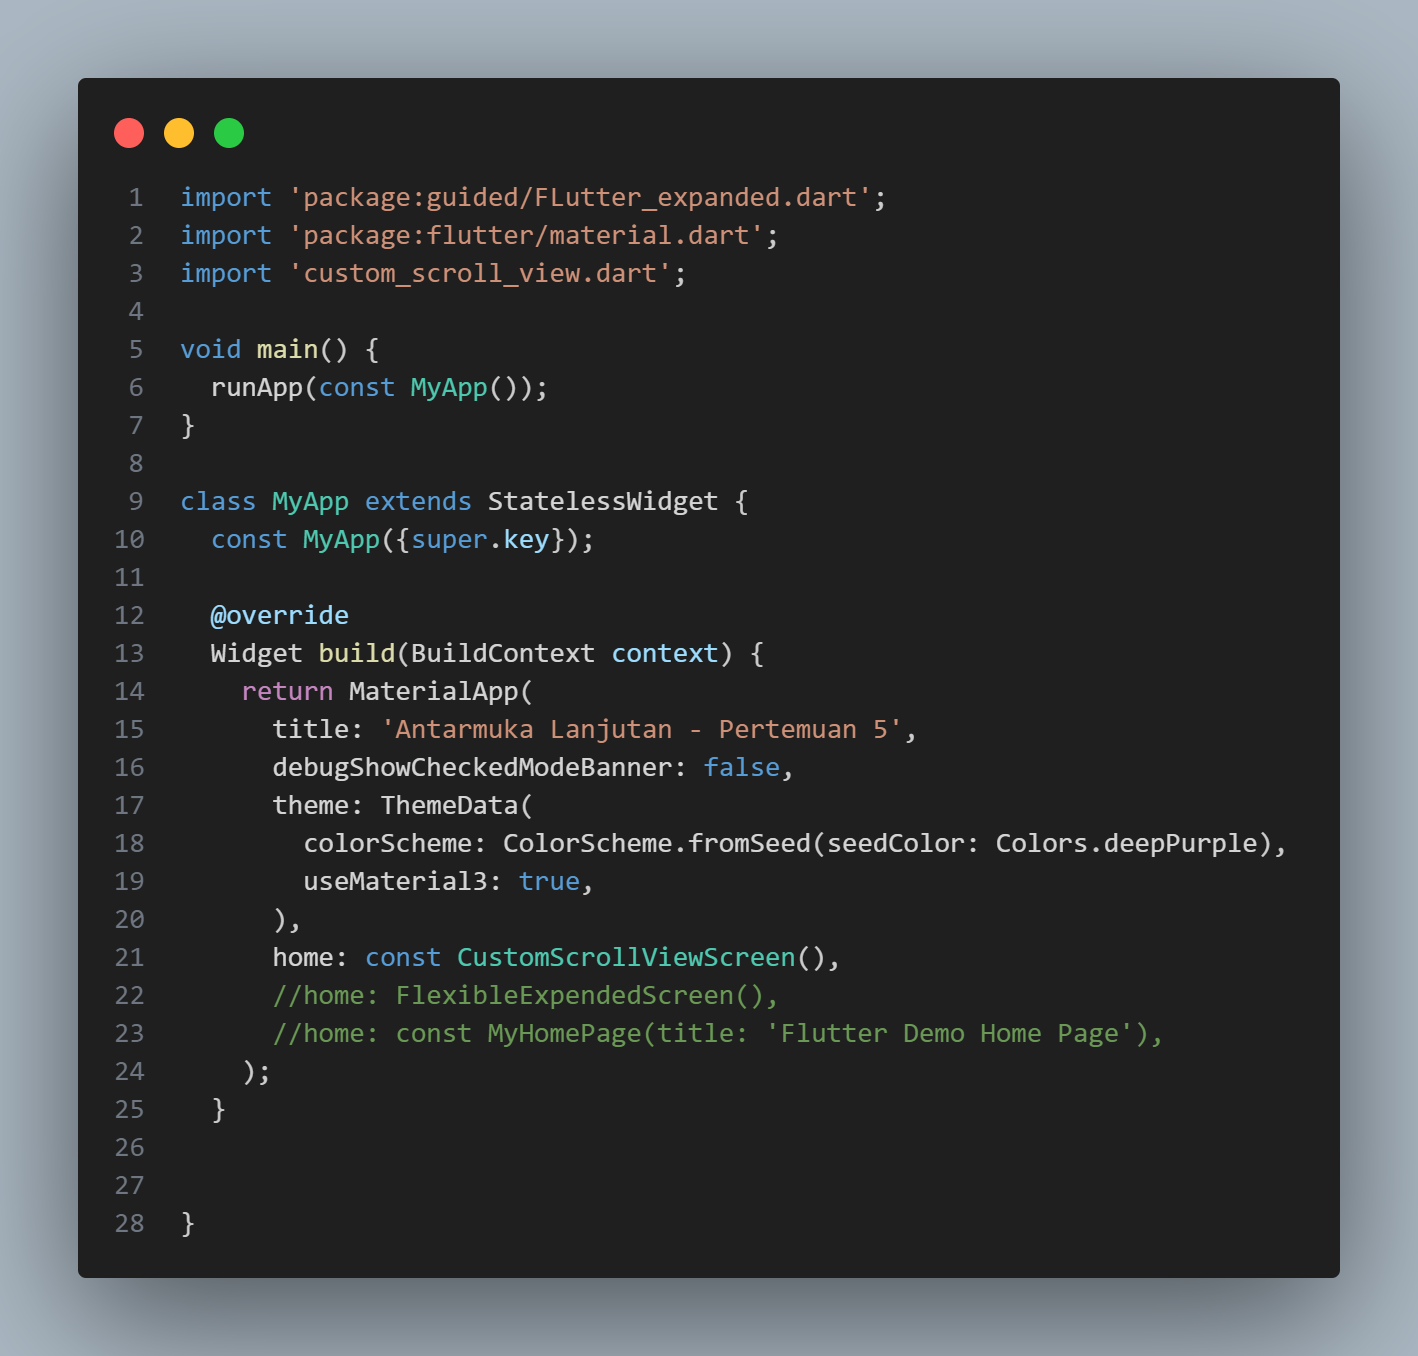 1 import 'package:guided/FLutter_expanded.dart';
2 import 'package:flutter/material.dart';
3 import 'custom_scroll_view.dart';
4
5 void main() {
6   runApp(const MyApp());
7 }
8
9 class MyApp extends StatelessWidget {
10   const MyApp({super.key});
11
12   @override
13   Widget build(BuildContext context) {
14     return MaterialApp(
15       title: 'Antarmuka Lanjutan - Pertemuan 5',
16       debugShowCheckedModeBanner: false,
17       theme: ThemeData(
18         colorScheme: ColorScheme.fromSeed(seedColor: Colors.deepPurple),
19         useMaterial3: true,
20       ),
21       home: const CustomScrollViewScreen(),
22       //home: FlexibleExpendedScreen(),
23       //home: const MyHomePage(title: 'Flutter Demo Home Page'),
24     );
25   }
26
27
28 }